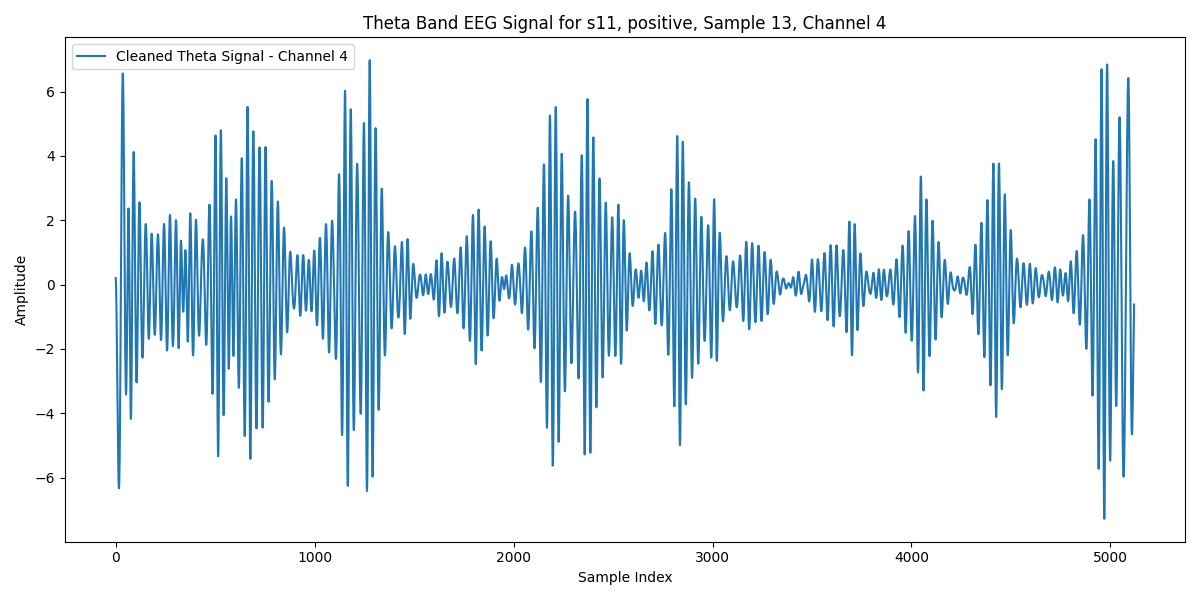 Theta Band EEG Signal for s11, positive, Sample 13, Channel 4
Cleaned Theta Signal - Channel 4
6
4
2
0
−2
−4
−6
Amplitude
0 1000 2000 3000 4000 5000
Sample Index